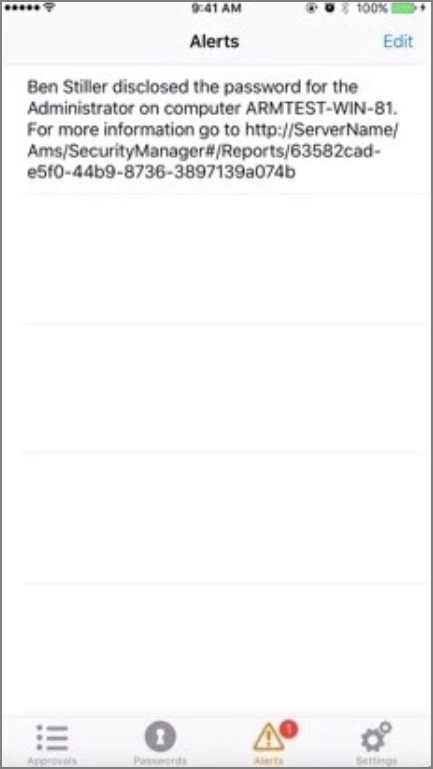 9:41 AM 100%
Alerts Edit
Ben Stiller disclosed the password for the
Administrator on computer ARMTEST-WIN-81.
For more information go to http://ServerName/
Ams/SecurityManager#/Reports/63582cad-
e5f0-44b9-8736-3897139a074b
1
Approvals Passwords Alerts Settings